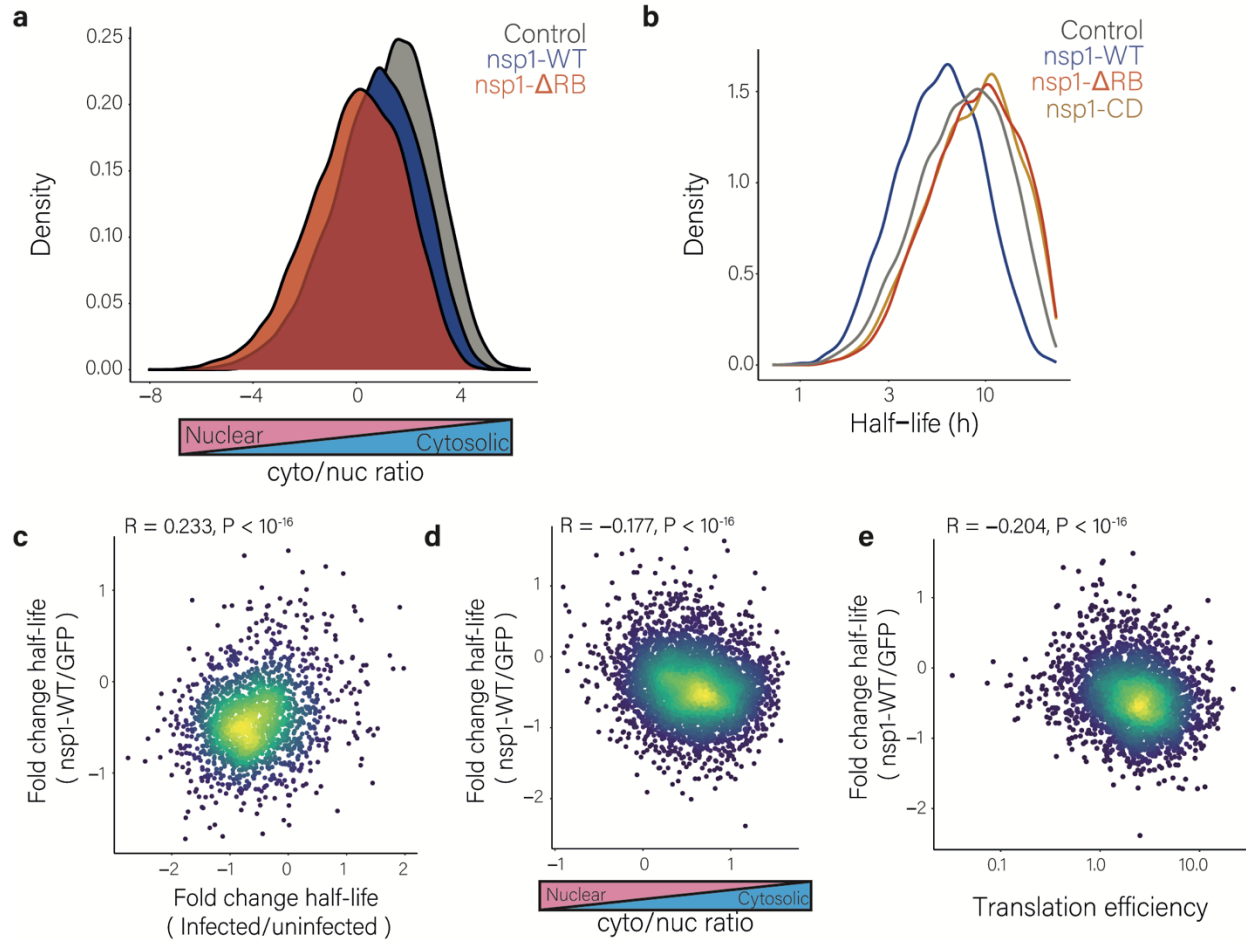 a
Control
nsp1-WT
nsp1-ΔRB
0.25
0.20
0.15
0.10
0.05
0.00
Density
−8
−4
0
4
Nuclear
Cytosolic
cyto/nuc ratio
b
Control
nsp1-WT
nsp1-ΔRB
nsp1-CD
1.5
1.0
0.5
0.0
Density
1
3
10
Half−life (h)
c
R = 0.233, P < 10-16
1
0
−1
Fold change half-life
( nsp1-WT/GFP )
−2
−1
0
1
2
Fold change half-life
( Infected/uninfected )
d
R = −0.177, P < 10-16
1
0
−1
−2
Fold change half-life
( nsp1-WT/GFP )
−1
0
1
Nuclear
Cytosolic
cyto/nuc ratio
e
R = −0.204, P < 10-16
1
0
−1
−2
Fold change half-life
( nsp1-WT/GFP )
0.1
1.0
10.0
Translation efficiency